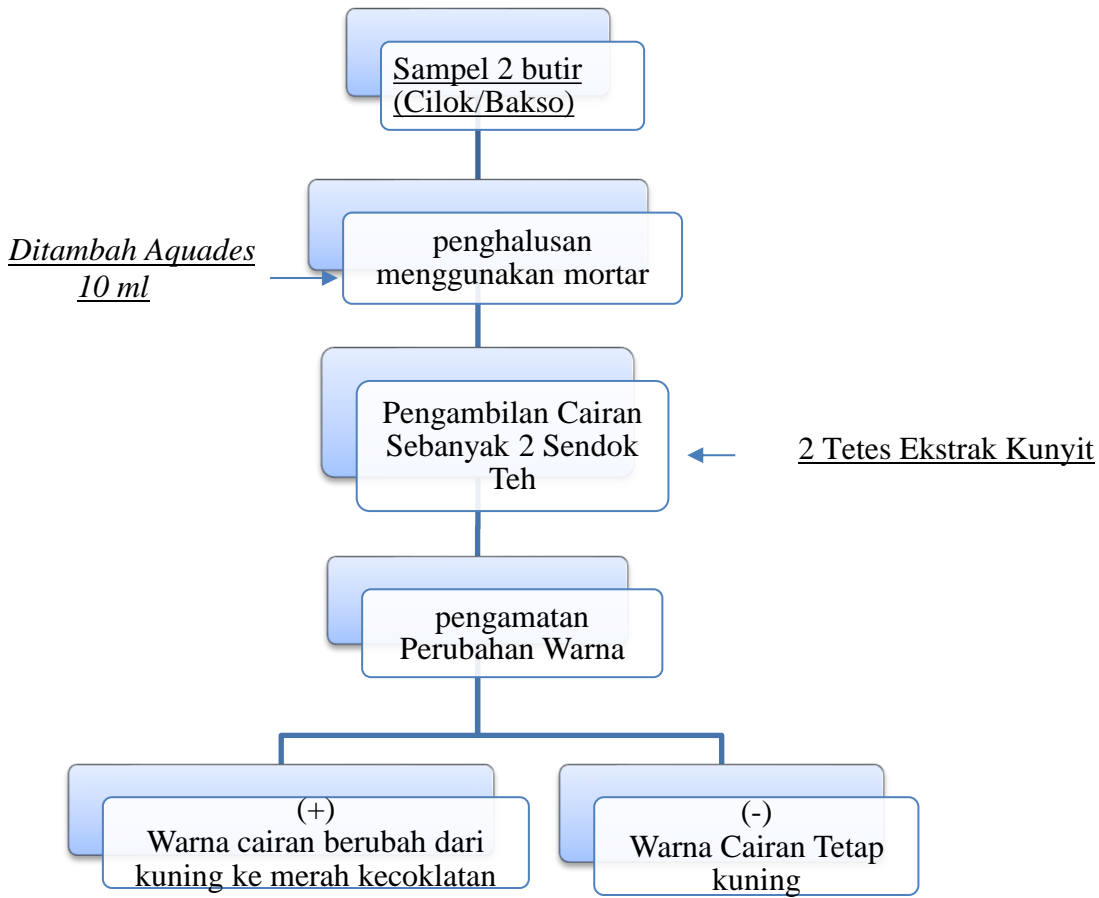 Sampel 2 butir
(Cilok/Bakso)
penghalusan
menggunakan mortar
Ditambah Aquades
10 ml
Pengambilan Cairan
Sebanyak 2 Sendok
Teh
2 Tetes Ekstrak Kunyit
pengamatan
Perubahan Warna
(+)
Warna cairan berubah dari
kuning ke merah kecoklatan
(-)
Warna Cairan Tetap
kuning